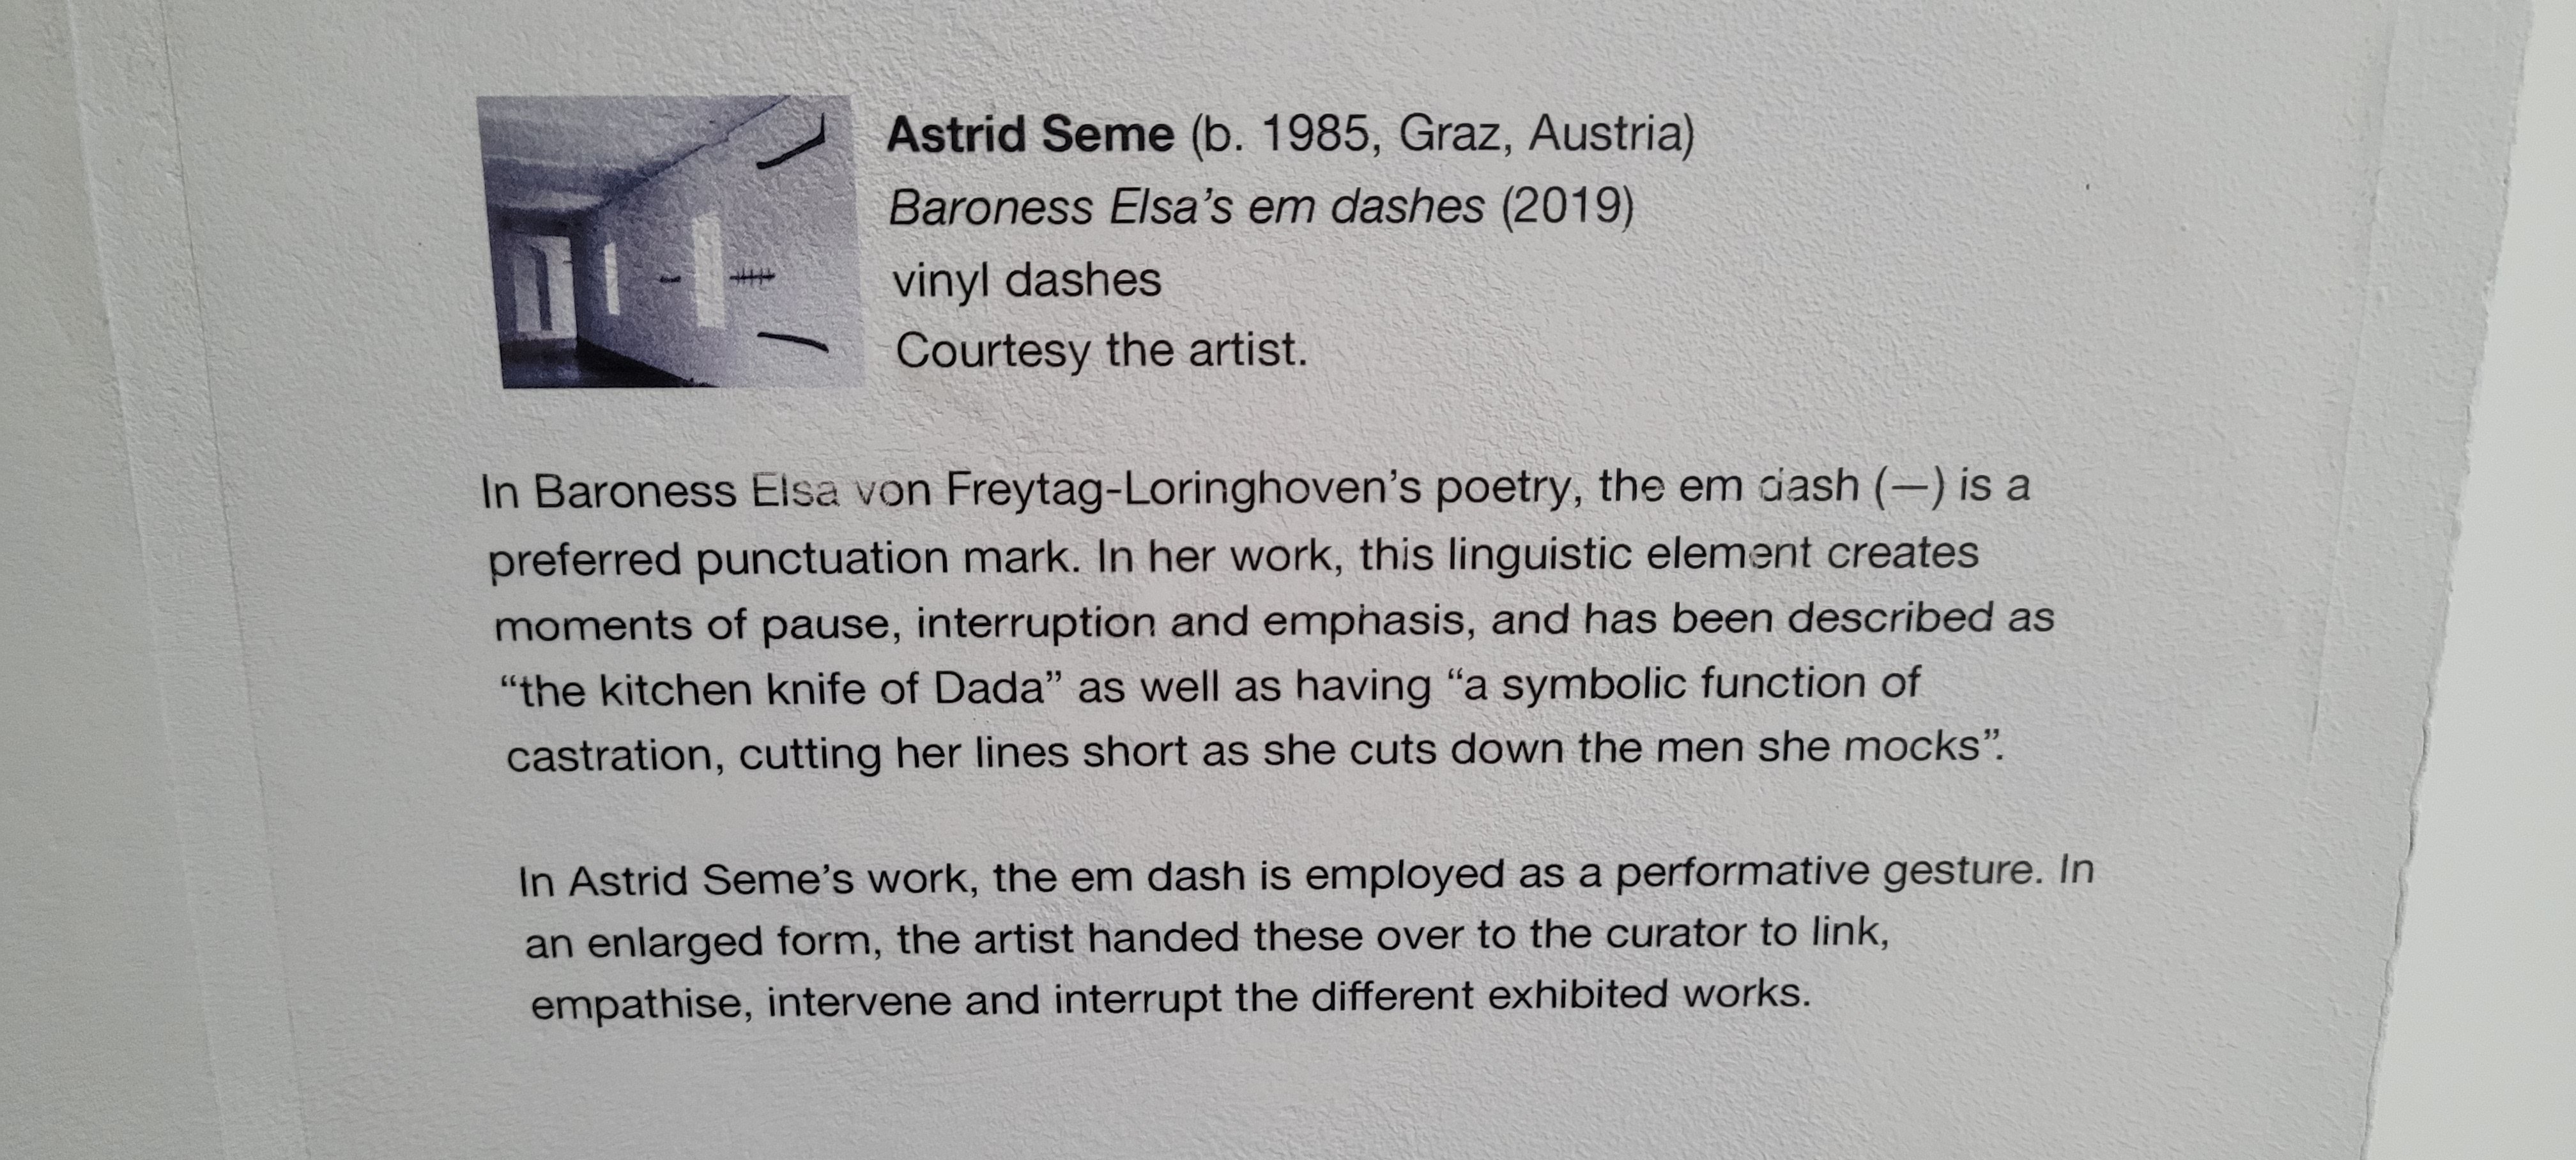 Astrid Seme (b. 1985, Graz, Austria)
Baroness Elsa’s em dashes (2019)
vinyl dashes
Courtesy the artist.
In Baroness Elsa von Freytag-Loringhoven’s poetry, the em dash (—) is a
preferred punctuation mark. In her work, this linguistic element creates
moments of pause, interruption and emphasis, and has been described as
“the kitchen knife of Dada” as well as having “a symbolic function of
castration, cutting her lines short as she cuts down the men she mocks”.
In Astrid Seme’s work, the em dash is employed as a performative gesture. In
an enlarged form, the artist handed these over to the curator to link,
empathise, intervene and interrupt the different exhibited works.